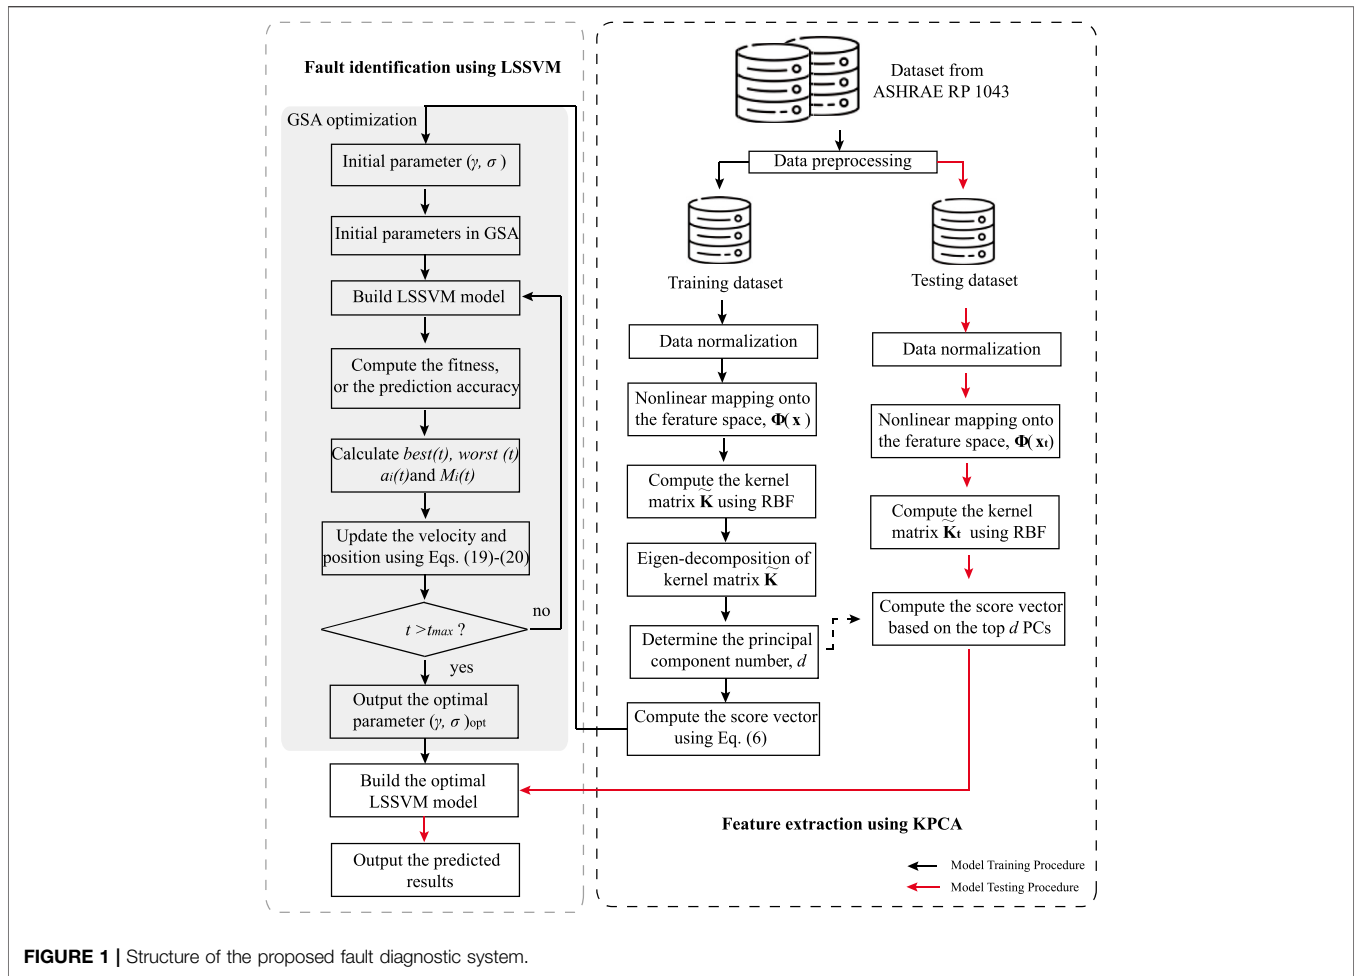 Fault identification using LSSVM
GSA optimization
Initial parameter (γ, σ )
Initial parameters in GSA
Build LSSVM model
Compute the fitness,
or the prediction accuracy
Calculate best(t), worst (t)
ai(t)and Mi(t)
Update the velocity and
position using Eqs. (19)-(20)
t >tmax ?
no
yes
Output the optimal
parameter (γ, σ )opt
Build the optimal
LSSVM model
Output the predicted
results
Dataset from
ASHRAE RP 1043
Data preprocessing
Training dataset
Data normalization
Nonlinear mapping onto
the ferature space, Φ( x )
Compute the kernel
matrix K̃ using RBF
Eigen-decomposition of
kernel matrix K̃
Determine the principal
component number, d
Compute the score vector
using Eq. (6)
Testing dataset
Data normalization
Nonlinear mapping onto
the ferature space, Φ( xt)
Compute the kernel
matrix K̃t using RBF
Compute the score vector
based on the top d PCs
Feature extraction using KPCA
Model Training Procedure
Model Testing Procedure
FIGURE 1 | Structure of the proposed fault diagnostic system.